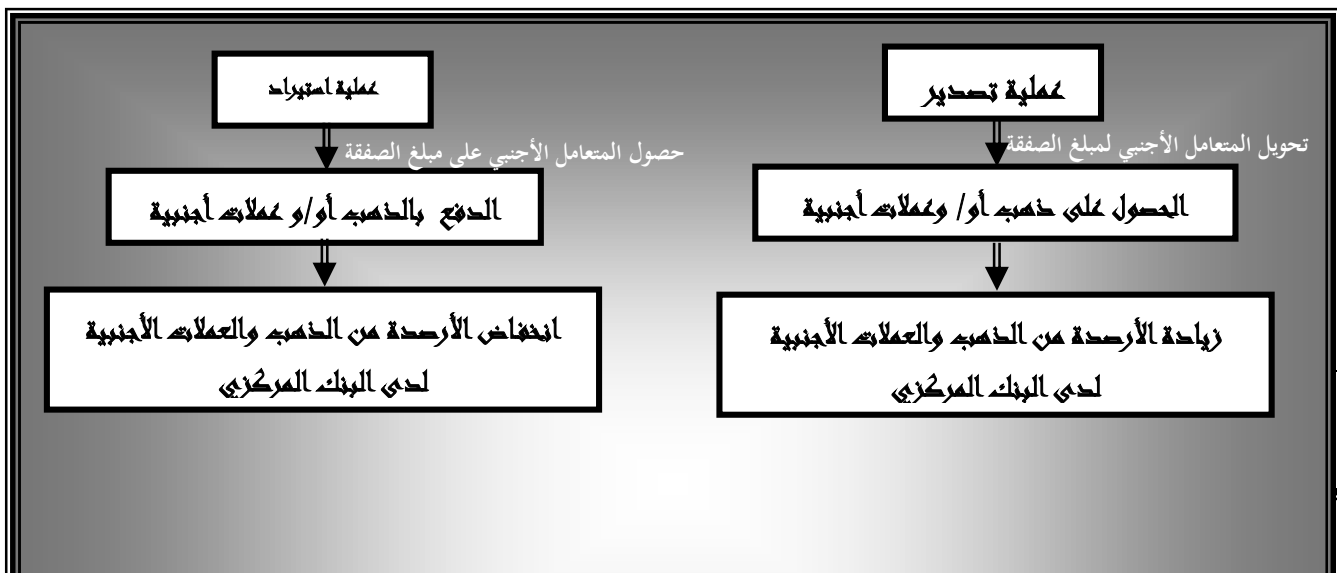 عملية تصدير
تحويل المتعامل الأجنبي لمبلغ الصفقة
الحصول على ذهب أو/ وعملات أجنبية
زيادة الأرصدة من الذهب والعملات الأجنبية
لدى البنك المركزي
عملية استيراد
حصول المتعامل الأجنبي على مبلغ الصفقة
الدفع بالذهب أو/و عملات أجنبية
انخفاض الأرصدة من الذهب والعملات الأجنبية
لدى البنك المركزي